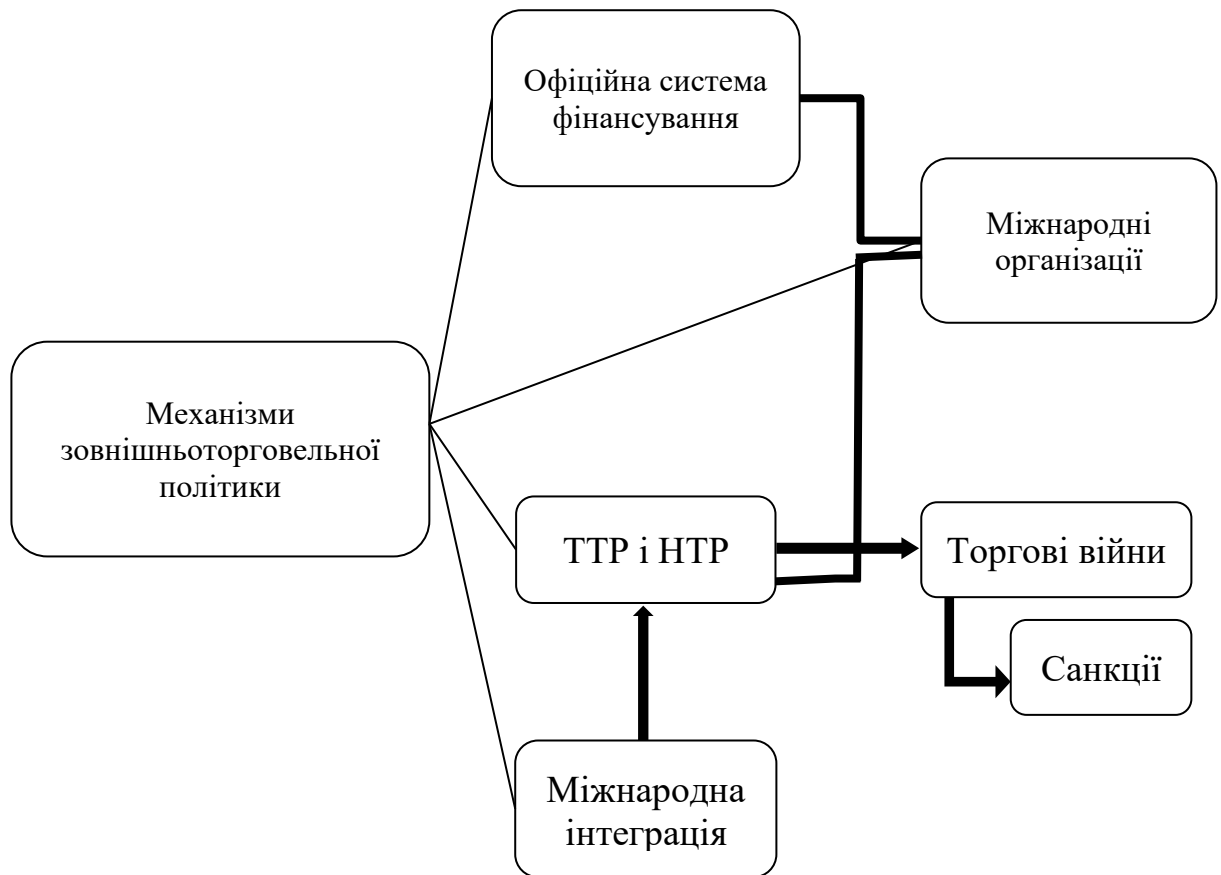 Офіційна система
фінансування
Міжнародні
організації
Механізми
зовнішньоторговельної
політики
ТТР і НТР
Торгові війни
Санкції
Міжнародна
інтеграція